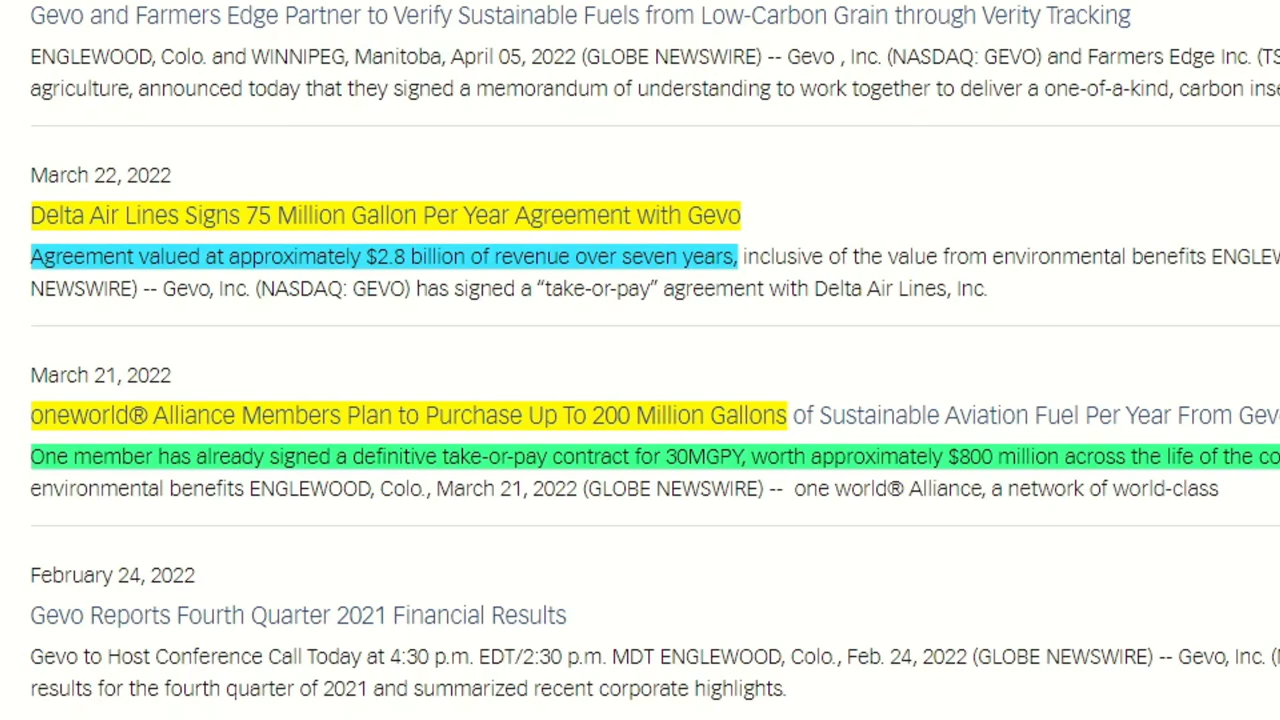 Gevo and Farmers Edge Partner to Verify Sustainable Fuels from Low-Carbon Grain through Verity Tracking
ENGLEWOOD, Colo. and WINNIPEG, Manitoba, April 05, 2022 (GLOBE NEWSWIRE) -- Gevo , Inc. (NASDAQ: GEVO) and Farmers Edge Inc.
agriculture, announced today that they signed a memorandum of understanding to work together to deliver a one-of-a-kind, carbon
March 22, 2022
Delta Air Lines Signs 75 Million Gallon Per Year Agreement with Gevo
Agreement valued at approximately $2.8 billion of revenue over seven years, inclusive of the value from environmental benefits
NEWSWIRE) -- Gevo, Inc. (NASDAQ: GEVO) has signed a “take-or-pay” agreement with Delta Air Lines, Inc.
March 21, 2022
oneworld® Alliance Members Plan to Purchase Up To 200 Million Gallons of Sustainable Aviation Fuel Per Year From
One member has already signed a definitive take-or-pay contract for 30MGPY, worth approximately $800 million across the life of the
environmental benefits ENGLEWOOD, Colo., March 21, 2022 (GLOBE NEWSWIRE) -- one world® Alliance, a network of world-class
February 24, 2022
Gevo Reports Fourth Quarter 2021 Financial Results
Gevo to Host Conference Call Today at 4:30 p.m. EDT/2:30 p.m. MDT ENGLEWOOD, Colo., Feb. 24, 2022 (GLOBE NEWSWIRE) -- Gevo, Inc.
results for the fourth quarter of 2021 and summarized recent corporate highlights.